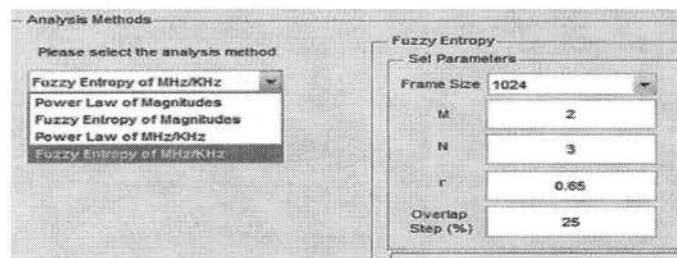 Analysis Methods
Please select the analysis method
Fuzzy Entropy of MHz/KHz
Power Law of Magnitudes
Fuzzy Entropy of Magnitudes
Power Law of MHz/KHz
Fuzzy Entropy of MHz/KHz
Fuzzy Entropy
Set Parameters
Frame Size 1024
M 2
N 3
r 0.65
Overlap
Step (%) 25